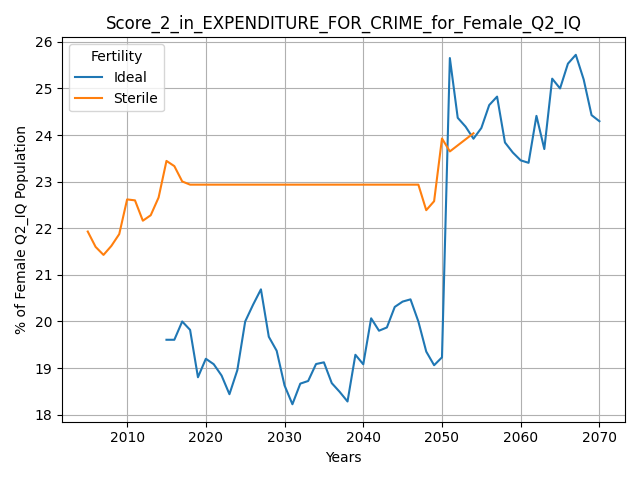 Score_2_in_EXPENDITURE_FOR_CRIME_for_Female_Q2_IQ
Fertility
Ideal
Sterile
% of Female Q2_IQ Population
26
25
24
23
22
21
20
19
18
2010 2020 2030 2040 2050 2060 2070
Years